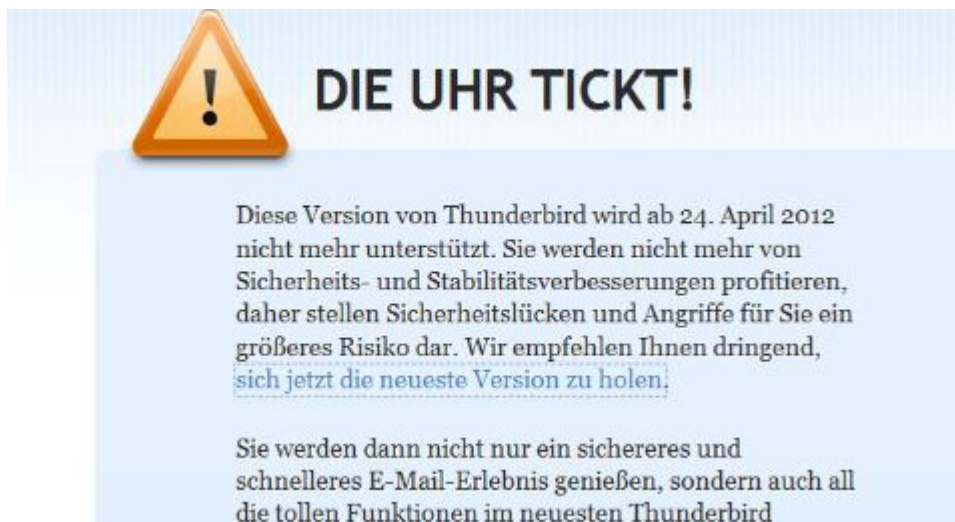 !
DIE UHR TICKT!
Diese Version von Thunderbird wird ab 24. April 2012
nicht mehr unterstützt. Sie werden nicht mehr von
Sicherheits- und Stabilitätsverbesserungen profitieren,
daher stellen Sicherheitslücken und Angriffe für Sie ein
größeres Risiko dar. Wir empfehlen Ihnen dringend,
sich jetzt die neueste Version zu holen.
Sie werden dann nicht nur ein sichereres und
schnelleres E-Mail-Erlebnis genießen, sondern auch all
die tollen Funktionen im neuesten Thunderbird